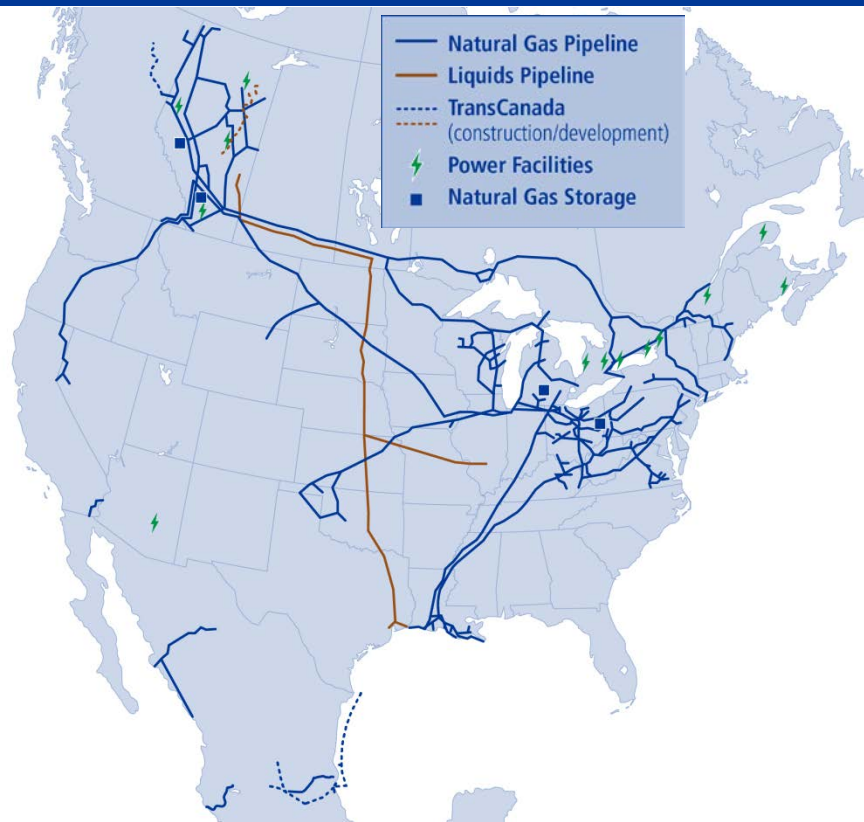 Natural Gas Pipeline
Liquids Pipeline
TransCanada
(construction/development)
Power Facilities
Natural Gas Storage